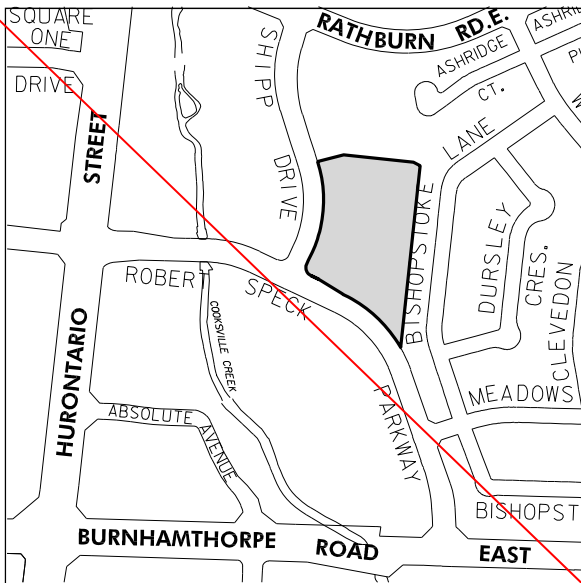 SQUARE
ONE
DRIVE
STREET
SHIPP
DRIVE
RATHBURN RD.E.
ASHRIDGE
CT.
LANE
BISHOPSTOKE
DURSLEY
CRES.
CLEVEDON
ROBERT
SPECK
PARKWAY
COOKSVILLE CREEK
HURONTARIO
ABSOLUTE
AVENUE
MEADOWS
BISHOPST
BURNHAMTHORPE
ROAD
EAST